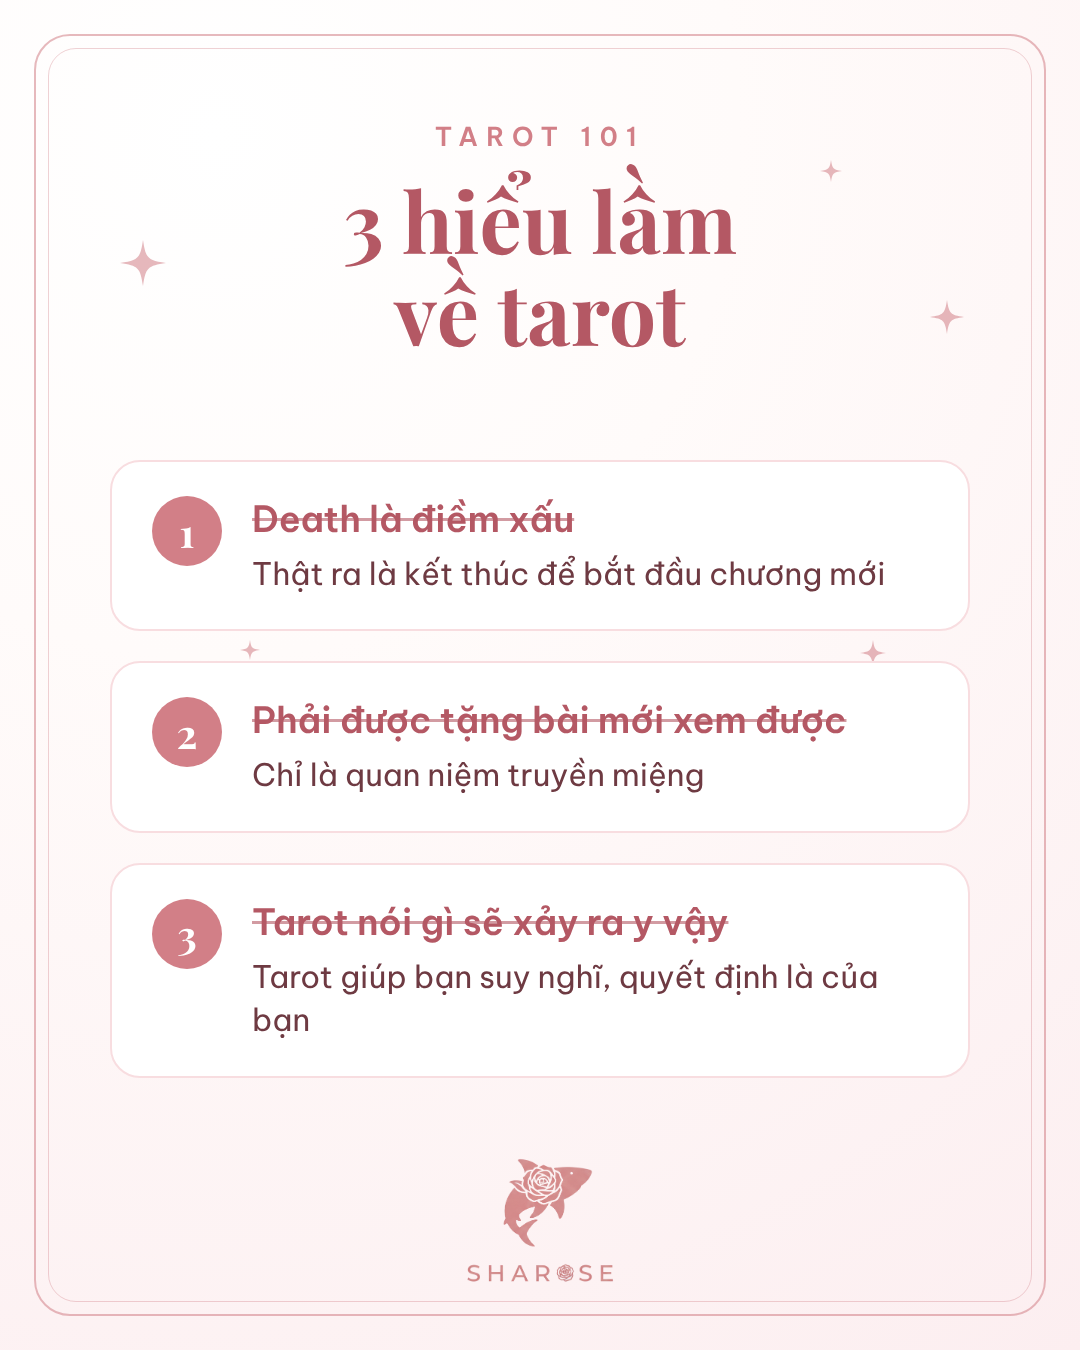 TAROT 101
3 hiểu lầm
về tarot
1
Death là điềm xấu
Thật ra là kết thúc để bắt đầu chương mới
2
Phải được tặng bài mới xem được
Chỉ là quan niệm truyền miệng
3
Tarot nói gì sẽ xảy ra y vậy
Tarot giúp bạn suy nghĩ, quyết định là của
bạn
SHAROSE